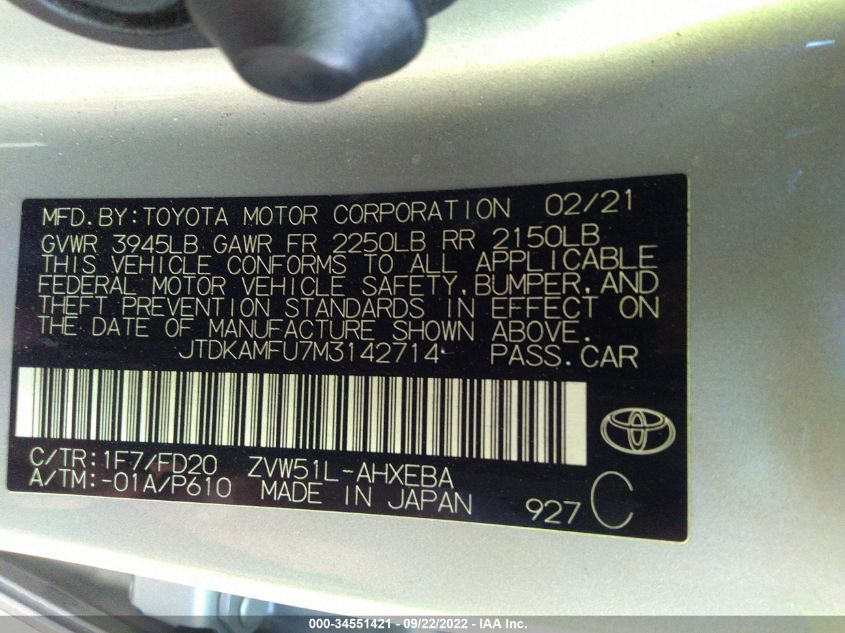 MFD.BY:TOYOTA MOTOR CORPORATION 02/21
GVWR 3945LB GAWR FR 2250LB RR 2150LB
THIS VEHICLE CONFORMS TO ALL APPLICABLE
FEDERAL MOTOR VEHICLE SAFETY,BUMPER,AND
THEFT PREVENTION STANDARDS IN EFFECT ON
THE DATE OF MANUFACTURE SHOWN ABOVE.
JTDKAMFU7M3142714 PASS.CAR
C/TR:1F7/FD20 ZVW51L-AHXEBA
A/TM:-01A/P610 MADE IN JAPAN 927 C
000-34551421 - 09/22/2022 - IAA Inc.